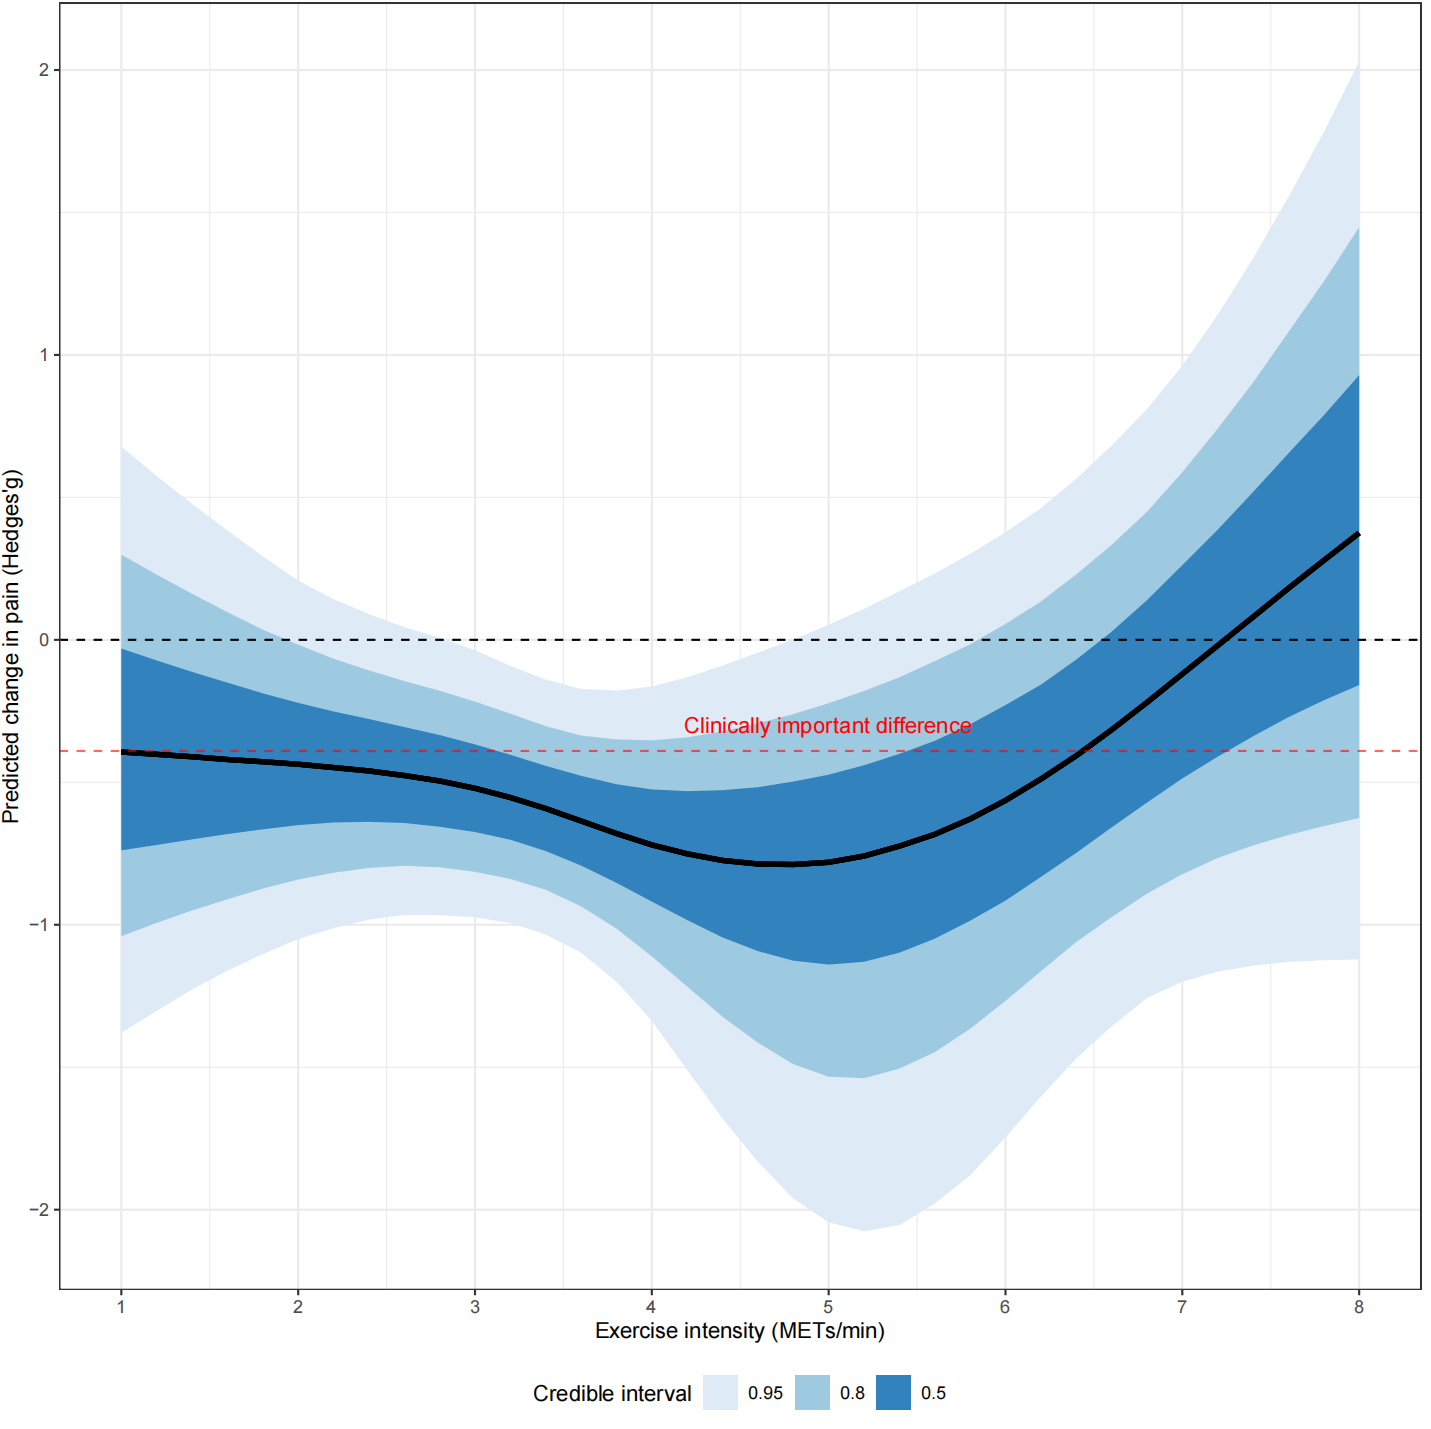 Predicted change in pain (Hedges'g)
2
1
0
−1
−2
Clinically important difference
1 2 3 4 5 6 7 8
Exercise intensity (METs/min)
Credible interval 0.95 0.8 0.5